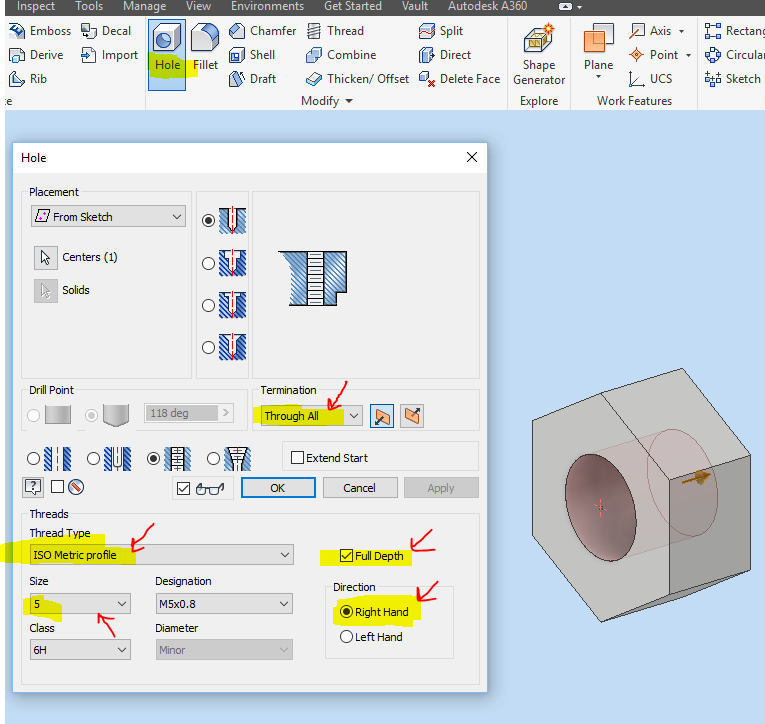 Inspect Tools Manage View Environments Get Started Vault Autodesk A360
Emboss Decal Chamfer Thread Split Axis Rectang
Derive Import Shell Combine Direct Point Circula
Rib Hole Fillet Draft Thicken/ Offset Delete Face Shape Generator Plane UCS Sketch
Modify Explore Work Features
Hole
Placement
From Sketch
Centers (1)
Solids
Drill Point Termination
118 deg Through All
Extend Start
OK Cancel Apply
Threads
Thread Type
ISO Metric profile Full Depth
Size Designation Direction
5 M5x0.8 Right Hand
Class Diameter Left Hand
6H Minor